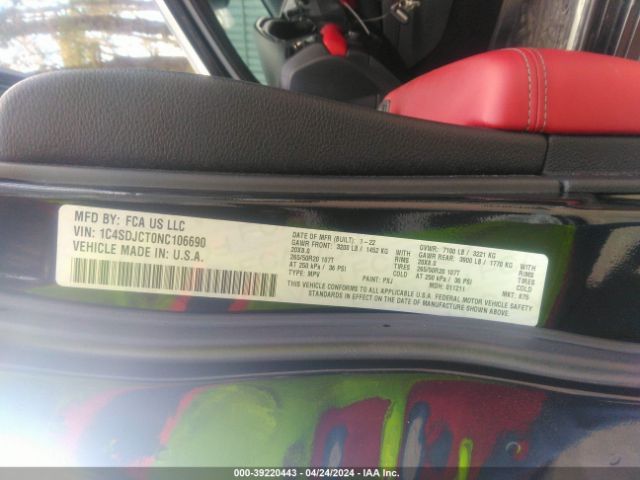 MFD BY: FCA US LLC
VIN: 1C4SDJCT0NC106690
VEHICLE MADE IN: U.S.A.
DATE OF MFR (BUILT): 1-22 GVWR: 7100 LB / 3221 KG
GAWR FRONT: 3200 LB / 1452 KG WITH GAWR REAR: 3900 LB / 1770 KG WITH
20X8.0 RIMS 20X8.0 RIMS
265/50R20 107T TIRES 265/50R20 107T TIRES
AT 250 kPa / 36 PSI COLD AT 250 kPa / 36 PSI COLD
TYPE: MPV PAINT: PXJ MDH: 011211 MKT: 875
THIS VEHICLE CONFORMS TO ALL APPLICABLE U.S.A. FEDERAL MOTOR VEHICLE SAFETY
STANDARDS IN EFFECT ON THE DATE OF MANUFACTURE SHOWN ABOVE.
000-39220443 • 04/24/2024 • IAA Inc.